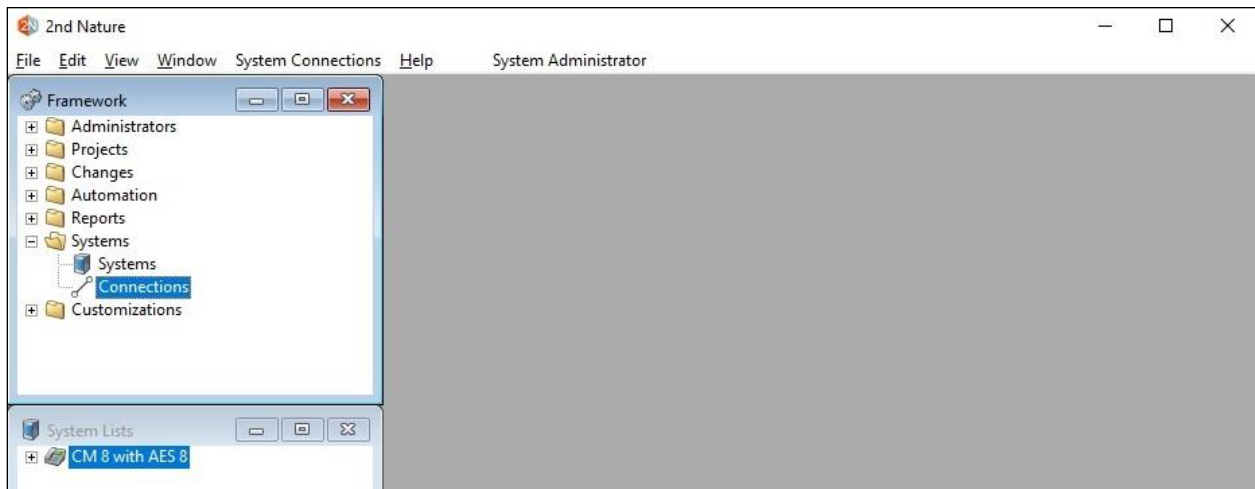 2N 2nd Nature
File Edit View Window System Connections Help System Administrator
Framework
Administrators
Projects
Changes
Automation
Reports
Systems
Systems
Connections
Customizations
System Lists
CM 8 with AES 8